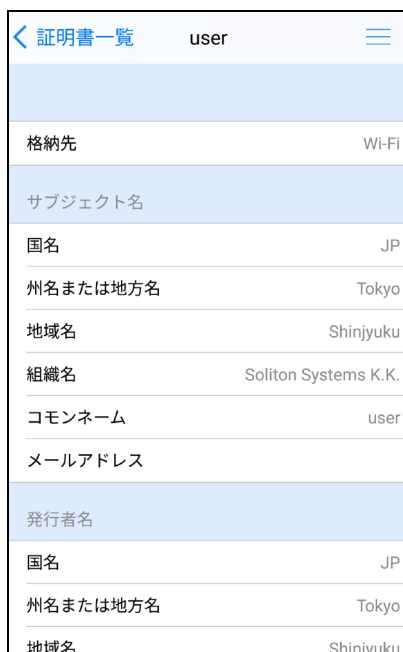 証明書一覧 user
格納先 Wi-Fi
サブジェクト名
国名 JP
州名または地方名 Tokyo
地域名 Shinjyuku
組織名 Soliton Systems K.K.
コモンネーム user
メールアドレス
発行者名
国名 JP
州名または地方名 Tokyo
地域名 Shinjyuku